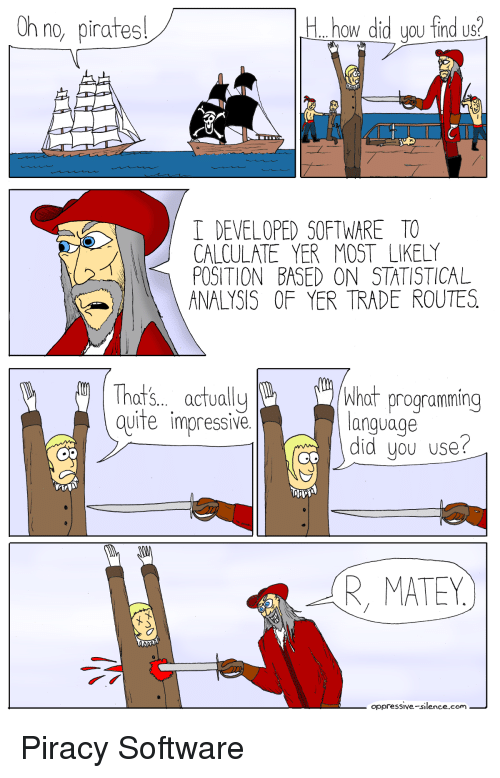 Oh no, pirates!
H...how did you find us?
I DEVELOPED SOFTWARE TO
CALCULATE YER MOST LIKELY
POSITION BASED ON STATISTICAL
ANALYSIS OF YER TRADE ROUTES.
That's... actually
quite impressive.
What programming
language
did you use?
R, MATEY.
oppressive-silence.com
Piracy Software